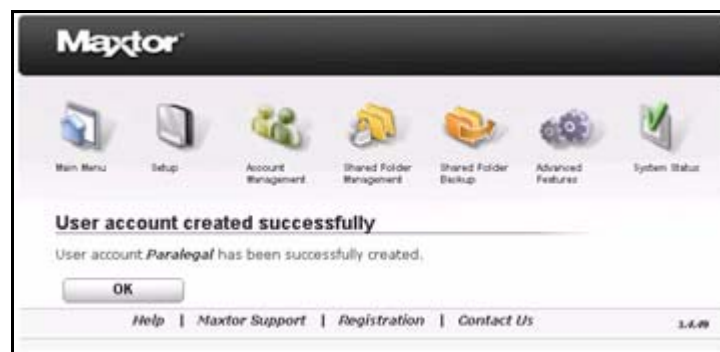 Maxtor
Main Menu
Setup
Account Management
Shared Folder Management
Shared Folder Backup
Advanced Features
System Status
User account created successfully
User account Paralegal has been successfully created.
OK
Help | Maxtor Support | Registration | Contact Us